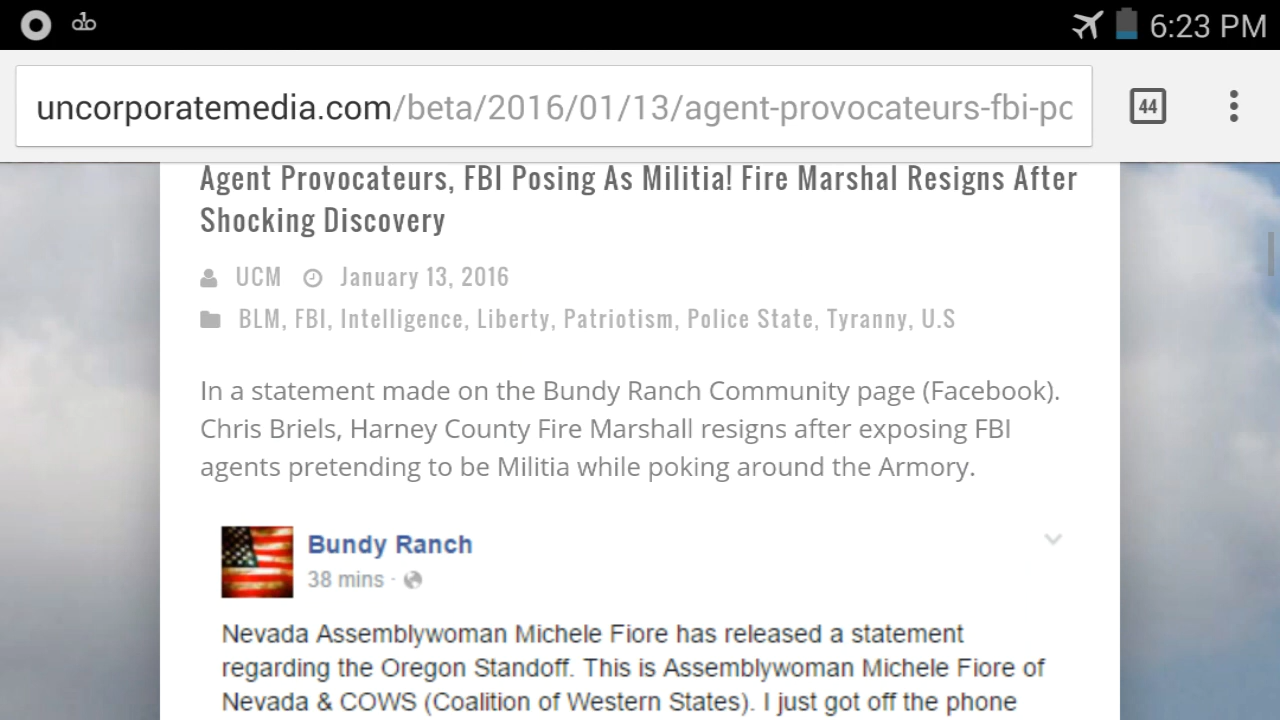 6:23 PM
uncorporatemedia.com/beta/2016/01/13/agent-provocateurs-fbi-pc
44
Agent Provocateurs, FBI Posing As Militia! Fire Marshal Resigns After
Shocking Discovery
UCM January 13, 2016
BLM, FBI, Intelligence, Liberty, Patriotism, Police State, Tyranny, U.S
In a statement made on the Bundy Ranch Community page (Facebook).
Chris Briels, Harney County Fire Marshall resigns after exposing FBI
agents pretending to be Militia while poking around the Armory.
Bundy Ranch
38 mins ·
Nevada Assemblywoman Michele Fiore has released a statement
regarding the Oregon Standoff. This is Assemblywoman Michele Fiore of
Nevada & COWS (Coalition of Western States). I just got off the phone